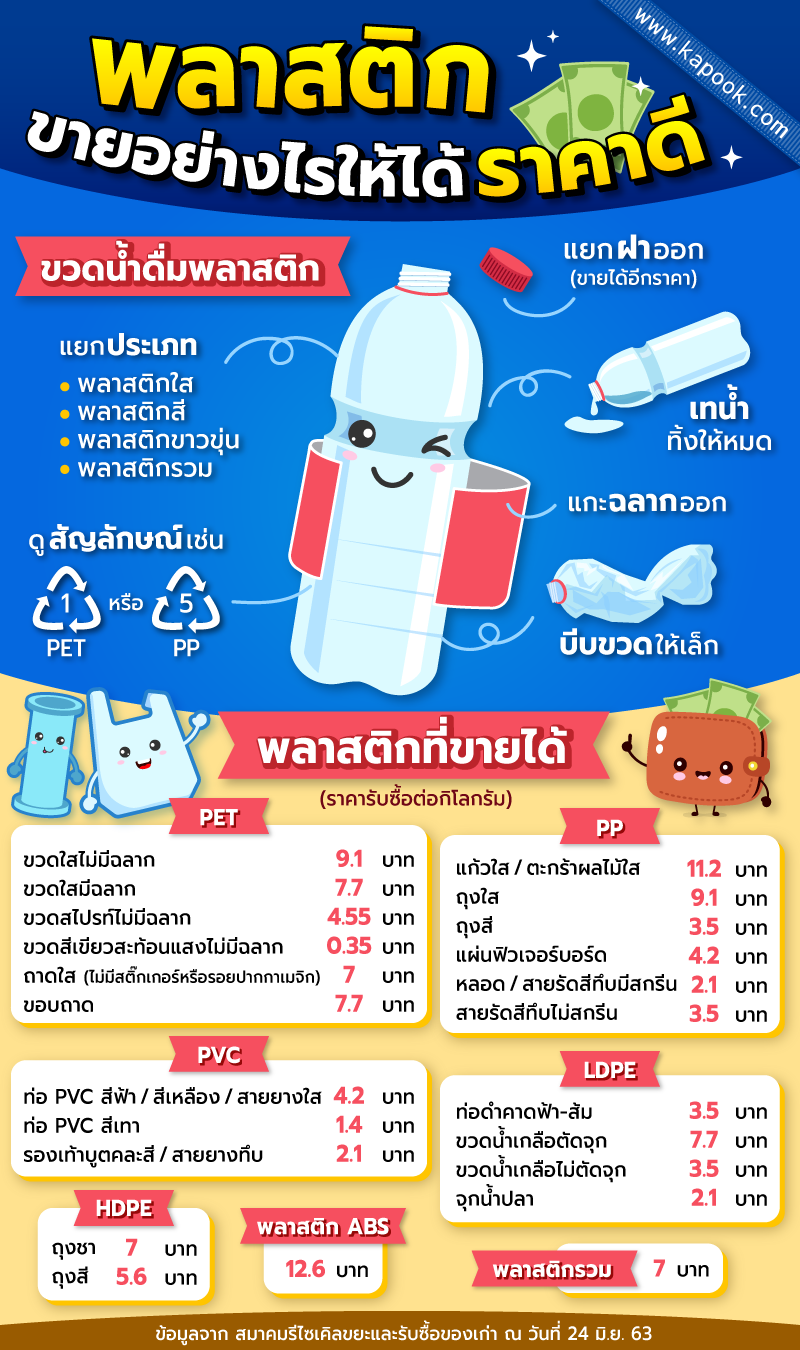 www.kapook.com
พลาสติก
ขายอย่างไรให้ได้ ราคาดี
ขวดน้ำดื่มพลาสติก
แยกฝาออก
(ขายได้อีกราคา)
แยกประเภท
พลาสติกใส
พลาสติกสี
พลาสติกขาวขุ่น
พลาสติกรวม
เทน้ำ
ทิ้งให้หมด
แกะฉลากออก
ดูสัญลักษณ์เช่น
1 หรือ 5
PET PP
บีบขวดให้เล็ก
พลาสติกที่ขายได้
(ราคารับซื้อต่อกิโลกรัม)
PET
ขวดใสไม่มีฉลาก 9.1 บาท
ขวดใสมีฉลาก 7.7 บาท
ขวดสไปรท์ไม่มีฉลาก 4.55 บาท
ขวดสีเขียวสะท้อนแสงไม่มีฉลาก 0.35 บาท
ถาดใส (ไม่มีสติ๊กเกอร์หรือรอยปากกาเมจิก) 7 บาท
ขอบถาด 7.7 บาท
PP
แก้วใส / ตะกร้าผลไม้ใส 11.2 บาท
ถุงใส 9.1 บาท
ถุงสี 3.5 บาท
แผ่นฟิวเจอร์บอร์ด 4.2 บาท
หลอด / สายรัดสีทึบมีสกรีน 2.1 บาท
สายรัดสีทึบไม่สกรีน 3.5 บาท
PVC
ท่อ PVC สีฟ้า / สีเหลือง / สายยางใส 4.2 บาท
ท่อ PVC สีเทา 1.4 บาท
รองเท้าบูตคละสี / สายยางทึบ 2.1 บาท
LDPE
ท่อดำคาดฟ้า-ส้ม 3.5 บาท
ขวดน้ำเกลือตัดจุก 7.7 บาท
ขวดน้ำเกลือไม่ตัดจุก 3.5 บาท
จุกน้ำปลา 2.1 บาท
HDPE
ถุงชา 7 บาท
ถุงสี 5.6 บาท
พลาสติก ABS
12.6 บาท
พลาสติกรวม 7 บาท
ข้อมูลจาก สมาคมรีไซเคิลขยะและรับซื้อของเก่า ณ วันที่ 24 มิ.ย. 63